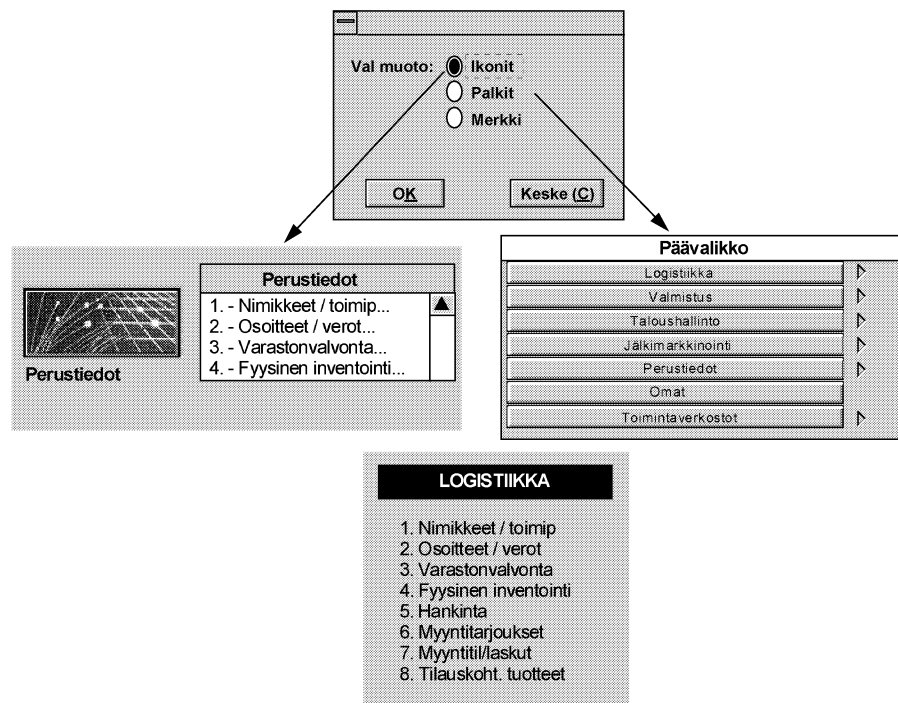 Val muoto: Ikonit
Palkit
Merkki
OK
Keske (C)
Perustiedot
Perustiedot
1. - Nimikkeet / toimip...
2. - Osoitteet / verot...
3. - Varastonvalvonta...
4. - Fyysinen inventointi...
Päävalikko
Logistiikka
Valmistus
Taloushallinto
Jälkimarkkinointi
Perustiedot
Omat
Toimintaverkostot
LOGISTIIKKA
1. Nimikkeet / toimip
2. Osoitteet / verot
3. Varastonvalvonta
4. Fyysinen inventointi
5. Hankinta
6. Myyntitarjoukset
7. Myyntitil/laskut
8. Tilauskoht. tuotteet